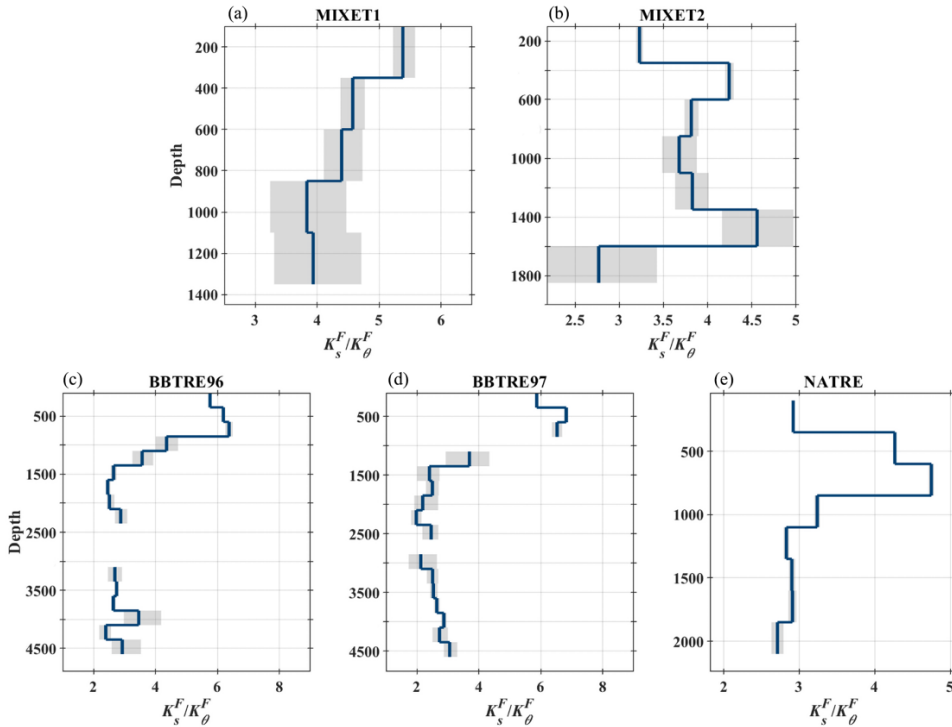 (a) MIXET1
200
400
600
800
1000
1200
1400
Depth
3 4 5 6
K_s^F/K_θ^F
(b) MIXET2
200
600
1000
1400
1800
2.5 3 3.5 4 4.5 5
K_s^F/K_θ^F
(c) BBTRE96
500
1500
2500
3500
4500
Depth
2 4 6 8
K_s^F/K_θ^F
(d) BBTRE97
500
1500
2500
3500
4500
2 4 6 8
K_s^F/K_θ^F
(e) NATRE
500
1000
1500
2000
2 3 4 5
K_s^F/K_θ^F